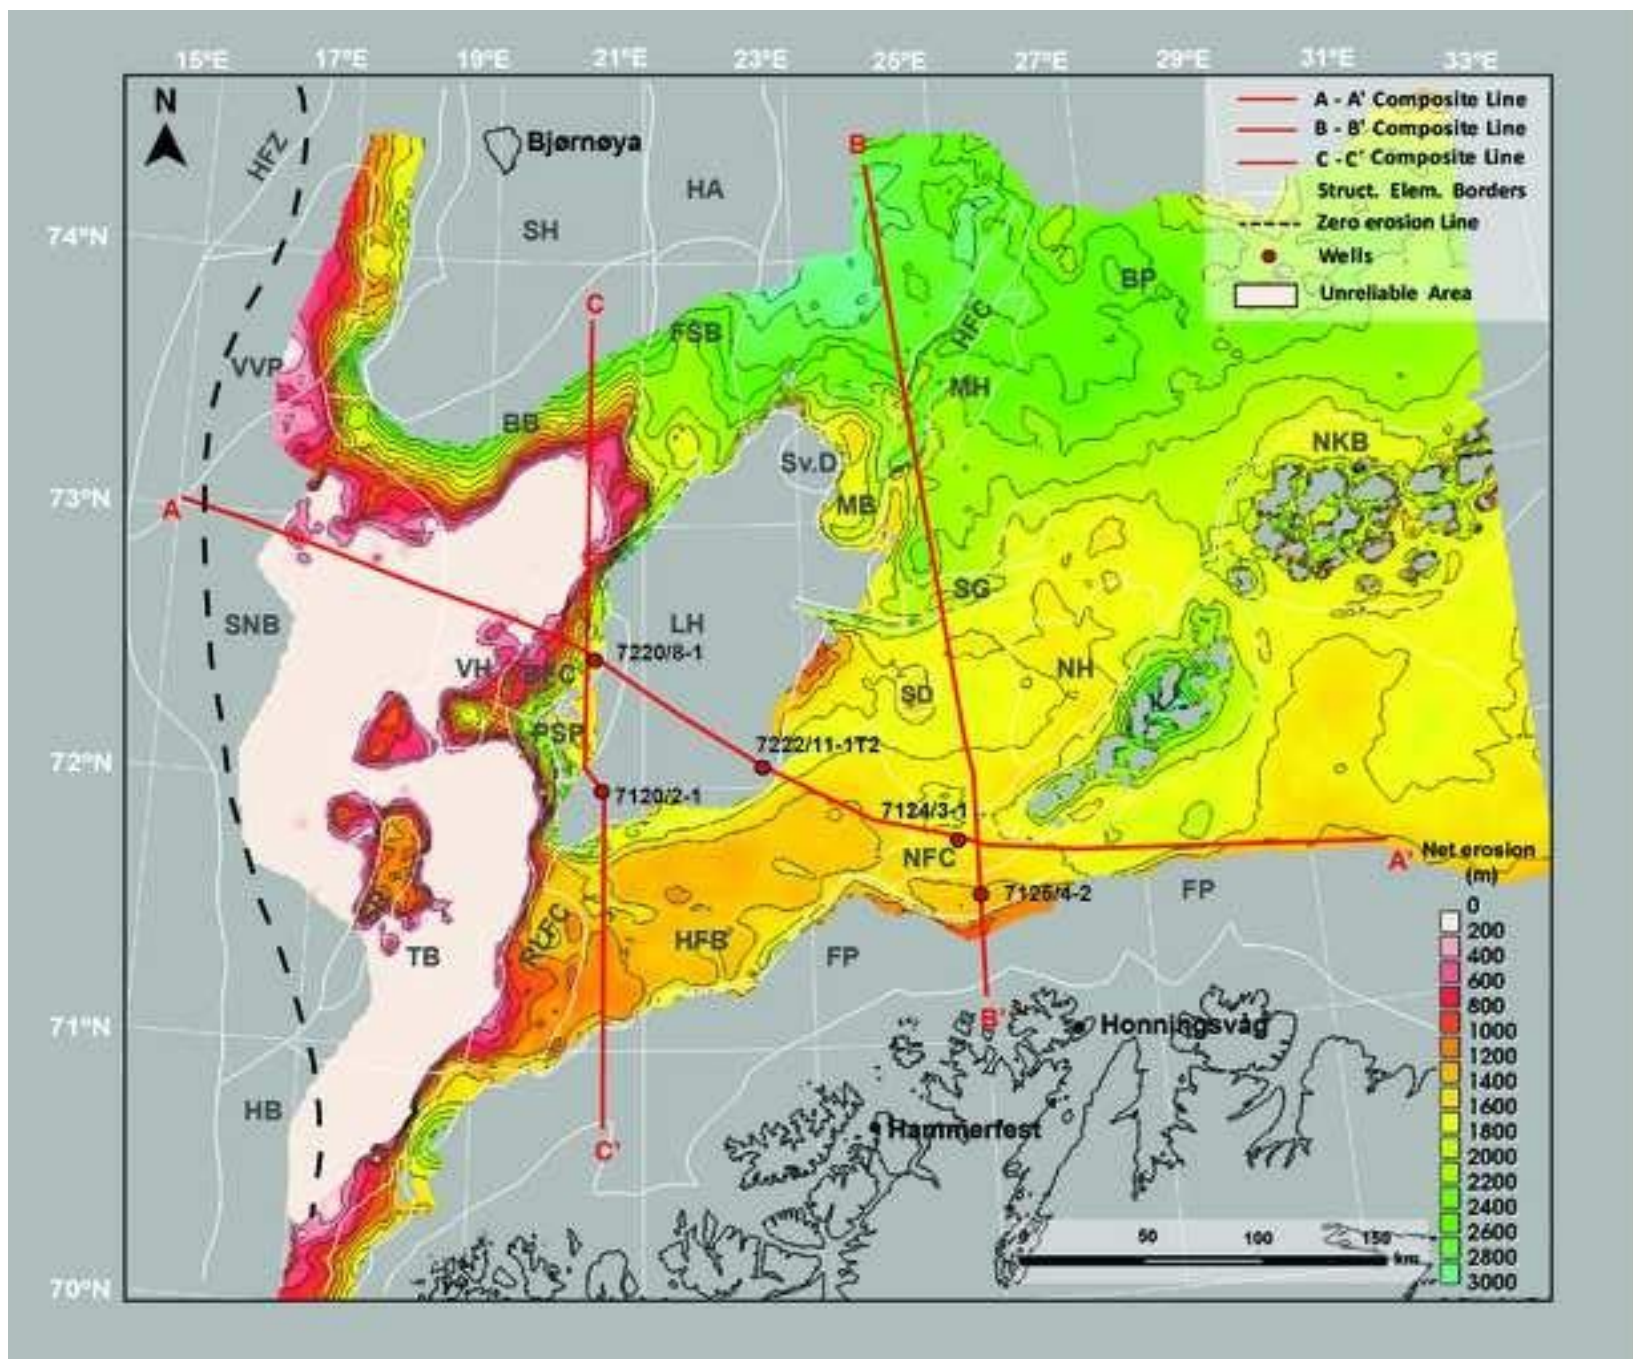 15°E 17°E 19°E 21°E 23°E 25°E 27°E 29°E 31°E 33°E
N
A - A' Composite Line
B - B' Composite Line
C - C' Composite Line
Struct. Elem. Borders
Zero erosion Line
Wells
Unreliable Area
HFZ
Bjørnøya
B
HA
SH
74°N
BP
C
FSB
HFC
VVP
MH
BB
NKB
Sv.D
73°N
A
MB
SG
SNB
LH
7220/8-1
VH
BFC
NH
SD
PSP
7222/11-1T2
72°N
7120/2-1
7124/3-1
NFC
A'
Net erosion
(m)
7125/4-2
FP
HFB
RLFC
FP
TB
0
200
400
600
800
1000
1200
1400
1600
1800
2000
2200
2400
2600
2800
3000
71°N
B'
Honningsvåg
HB
Hammerfest
C'
50 100 150
km
70°N